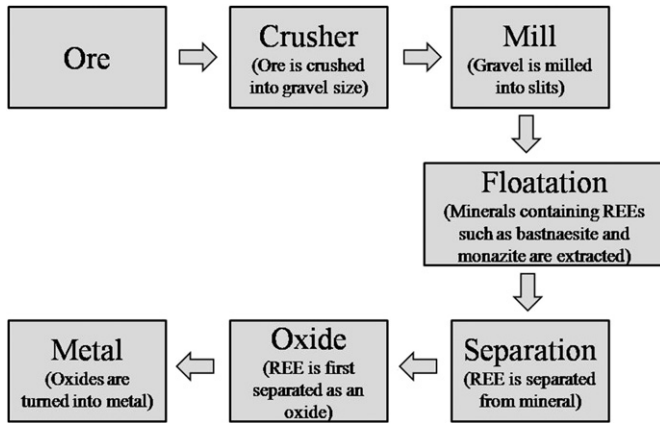 Ore
Crusher
(Ore is crushed
into gravel size)
Mill
(Gravel is milled
into slits)
Floatation
(Minerals containing REEs
such as bastnaesite and
monazite are extracted)
Separation
(REE is separated
from mineral)
Oxide
(REE is first
separated as an
oxide)
Metal
(Oxides are
turned into metal)